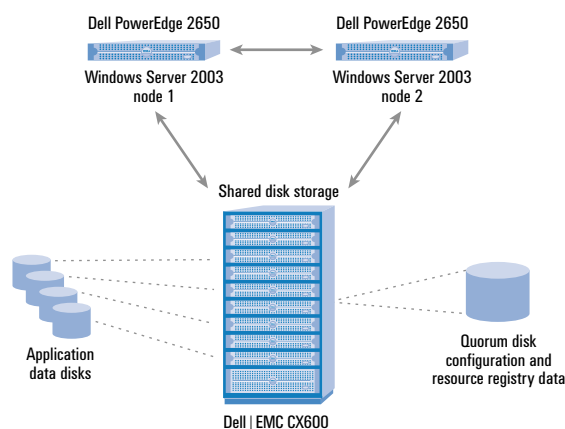 Dell PowerEdge 2650
Dell PowerEdge 2650
Windows Server 2003
node 1
Windows Server 2003
node 2
Shared disk storage
Application
data disks
Quorum disk
configuration and
resource registry data
Dell | EMC CX600